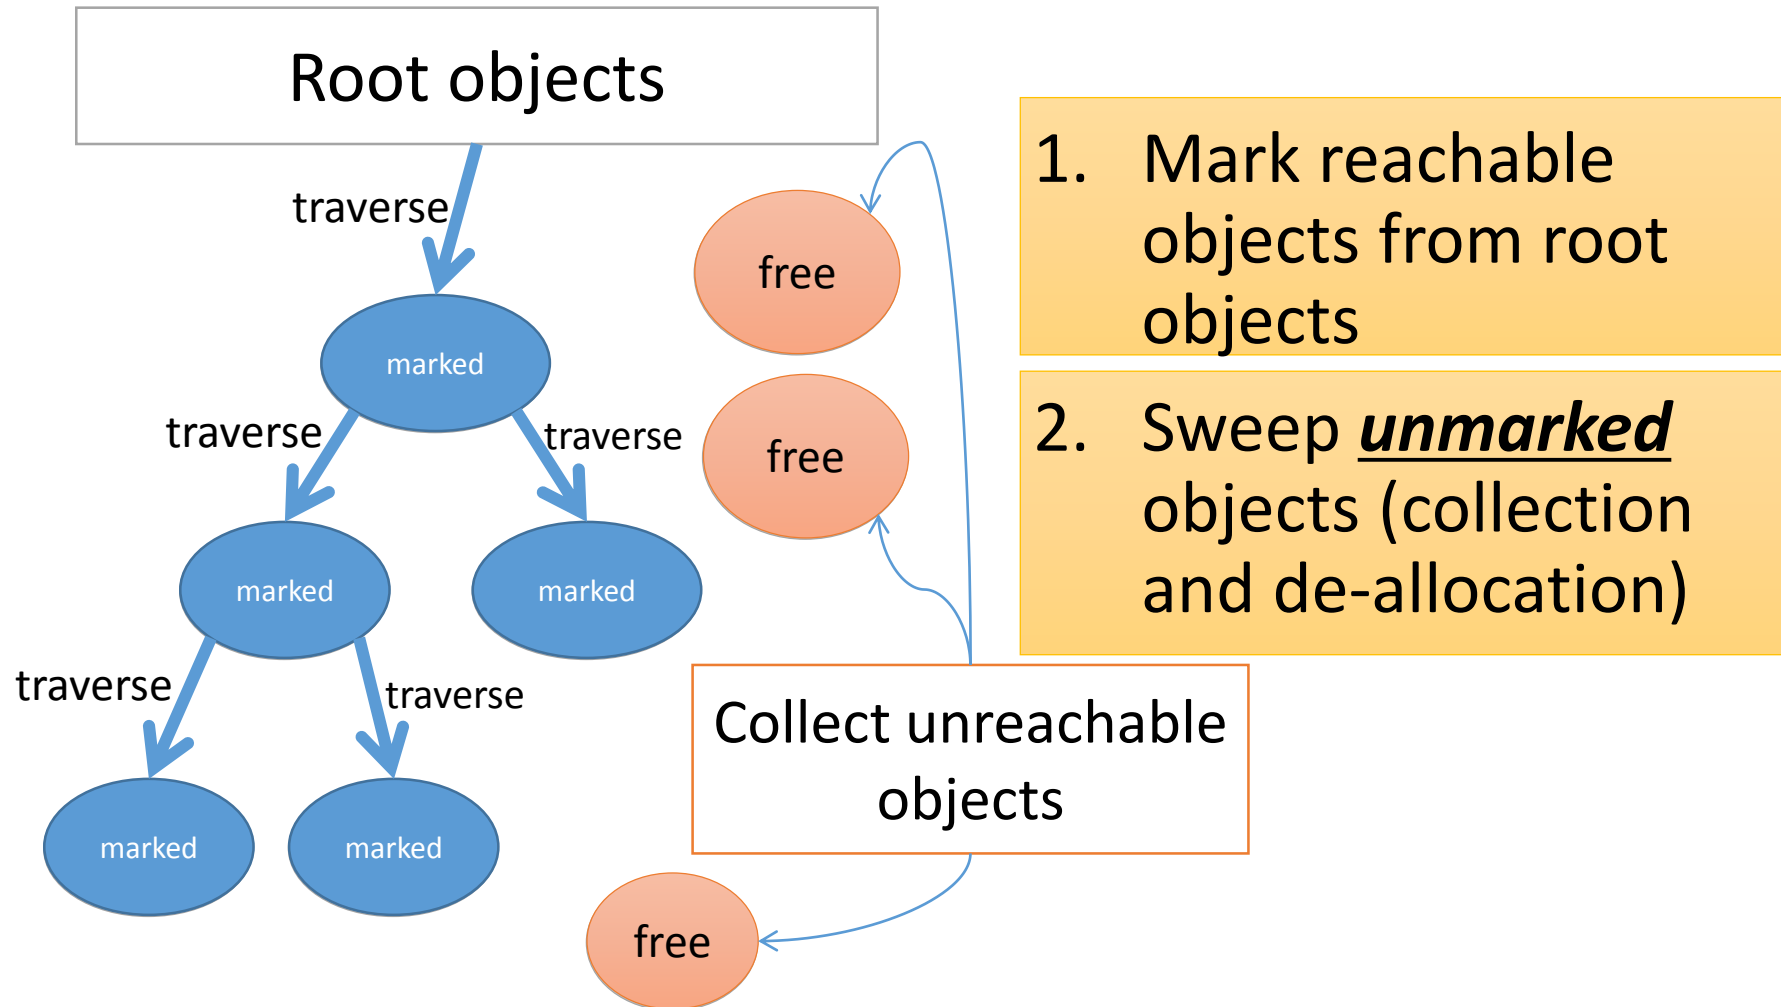 Root objects
traverse
marked
traverse
traverse
marked
marked
traverse
traverse
marked
marked
free
free
free
Collect unreachable
objects
1. Mark reachable
objects from root
objects
2. Sweep unmarked
objects (collection
and de-allocation)